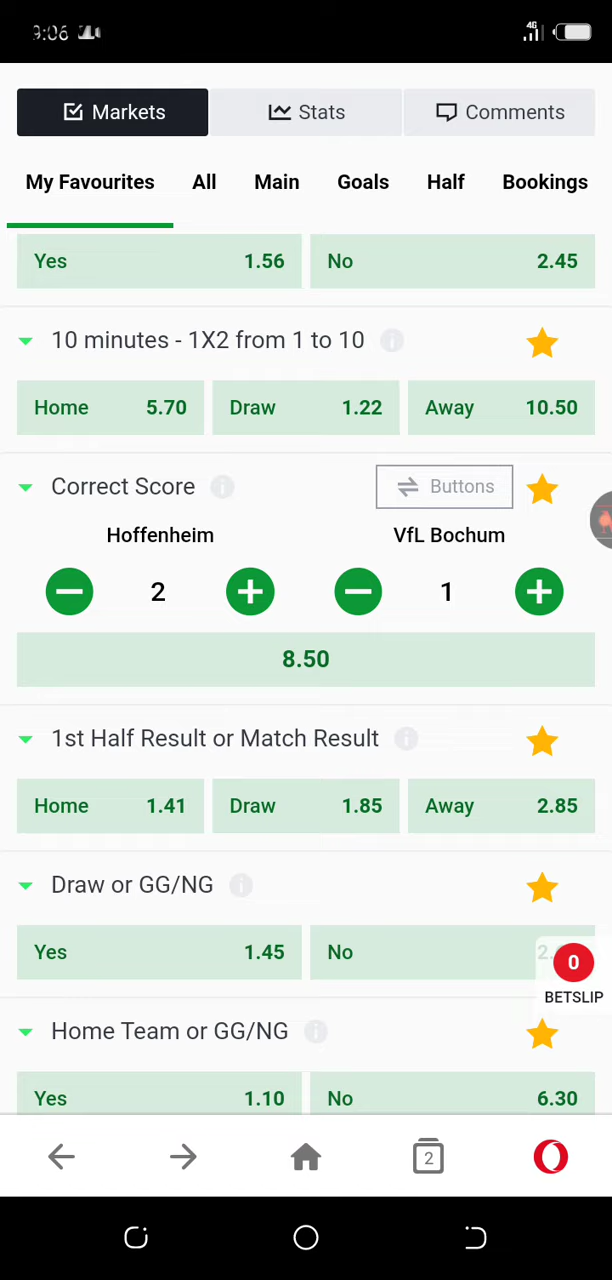 9:06
4G
Markets Stats Comments
My Favourites All Main Goals Half Bookings
Yes 1.56 No 2.45
10 minutes - 1X2 from 1 to 10
Home 5.70 Draw 1.22 Away 10.50
Correct Score Buttons
Hoffenheim VfL Bochum
2 1
8.50
1st Half Result or Match Result
Home 1.41 Draw 1.85 Away 2.85
Draw or GG/NG
Yes 1.45 No
0
BETSLIP
Home Team or GG/NG
Yes 1.10 No 6.30
2